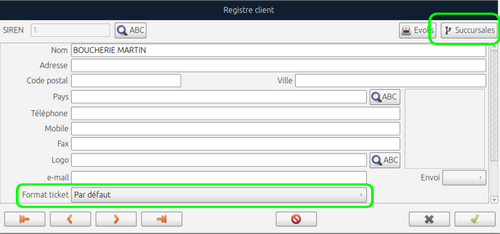 Registre client
SIREN 1 ABC Evolis Succursales
Nom BOUCHERIE MARTIN
Adresse
Code postal Ville
Pays ABC
Téléphone
Mobile
Fax
Logo ABC
e-mail Envoi
Format ticket Par défaut